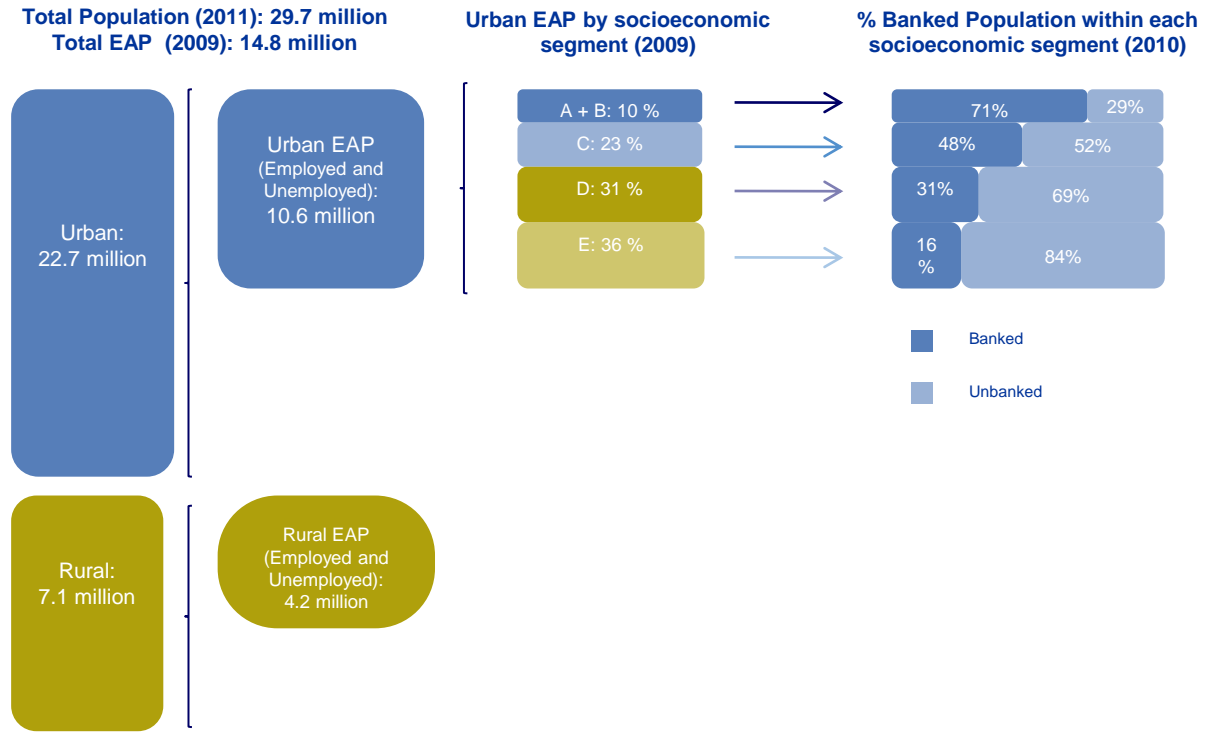 Total Population (2011): 29.7 million
Total EAP (2009): 14.8 million
Urban EAP by socioeconomic
segment (2009)
% Banked Population within each
socioeconomic segment (2010)
Urban:
22.7 million
Urban EAP
(Employed and
Unemployed):
10.6 million
A + B: 10 %
C: 23 %
D: 31 %
E: 36 %
71%
29%
48%
52%
31%
69%
16
%
84%
Banked
Unbanked
Rural:
7.1 million
Rural EAP
(Employed and
Unemployed):
4.2 million